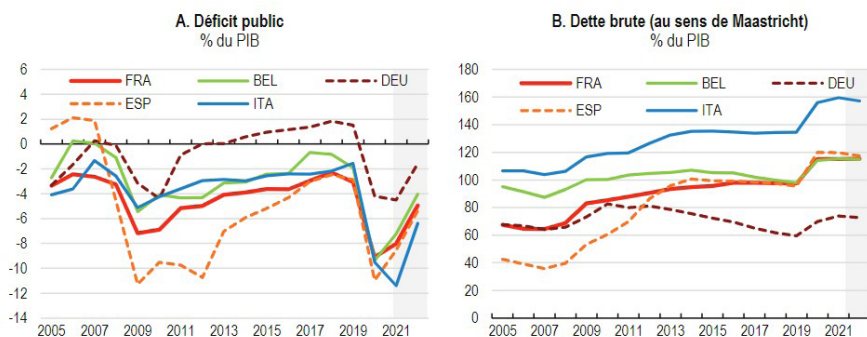 A. Déficit public
% du PIB
6
4
2
0
-2
-4
-6
-8
-10
-12
-14
FRA
BEL
DEU
ESP
ITA
2005 2007 2009 2011 2013 2015 2017 2019 2021
B. Dette brute (au sens de Maastricht)
% du PIB
180
160
140
120
100
80
60
40
20
0
FRA
BEL
DEU
ESP
ITA
2005 2007 2009 2011 2013 2015 2017 2019 2021